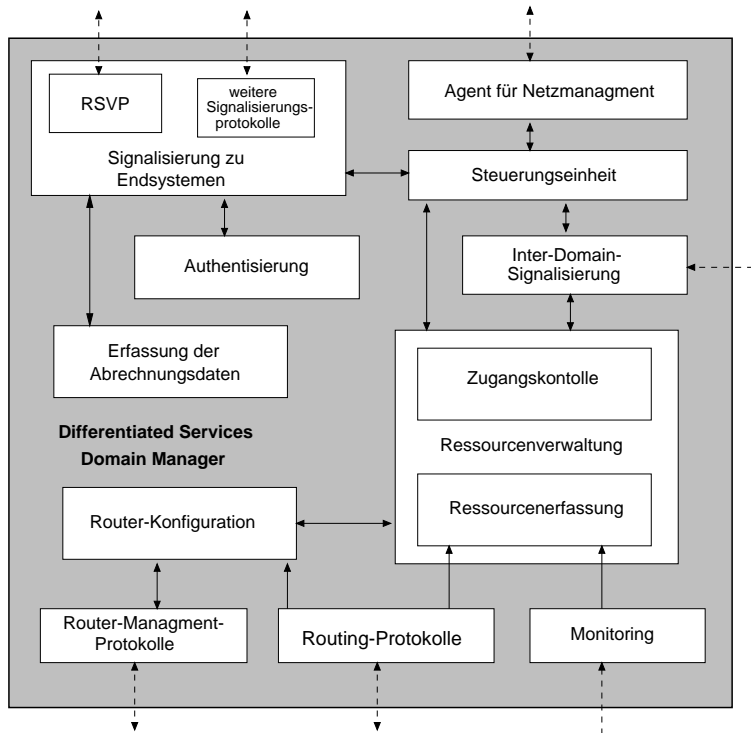 RSVP
weitere
Signalisierungs-
protokolle
Signalisierung zu
Endsystemen
Agent für Netzmanagment
Steuerungseinheit
Authentisierung
Inter-Domain-
Signalisierung
Erfassung der
Abrechnungsdaten
Zugangskontolle
Ressourcenverwaltung
Ressourcenerfassung
Differentiated Services
Domain Manager
Router-Konfiguration
Router-Managment-
Protokolle
Routing-Protokolle
Monitoring